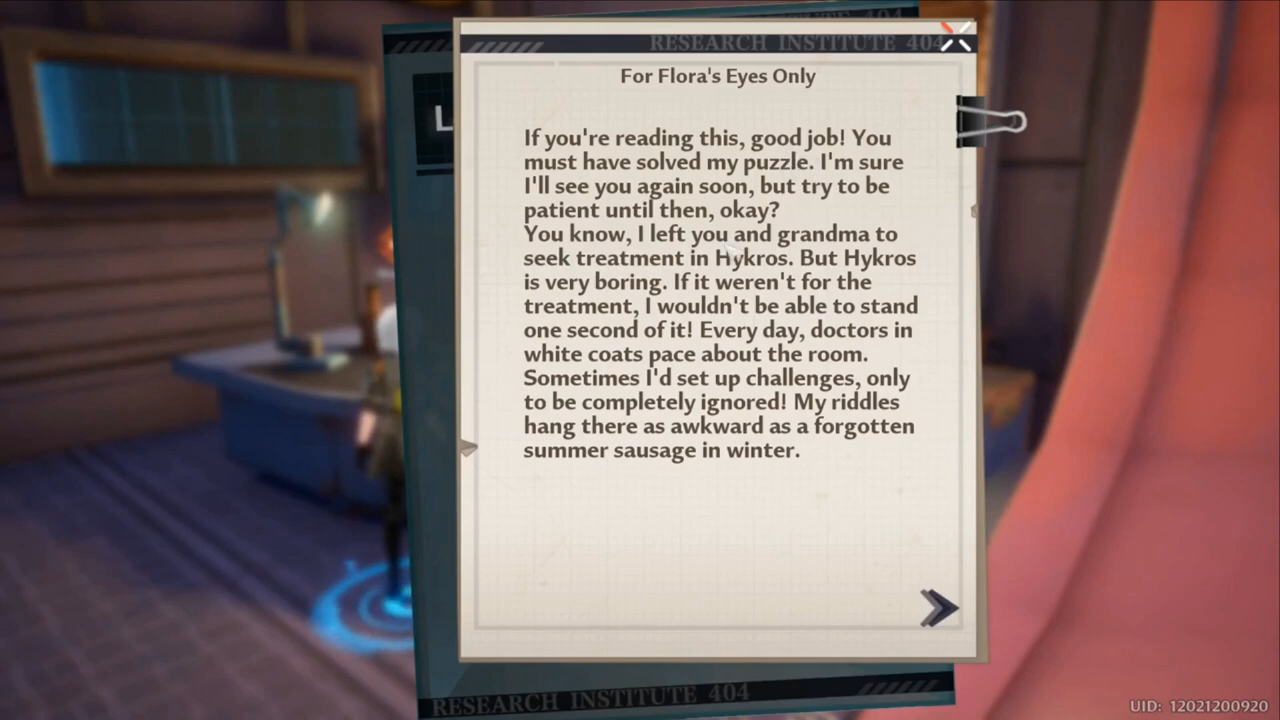 INSTITUTE 404
RESEARCH INSTITUTE 404
For Flora's Eyes Only
L
If you're reading this, good job! You
must have solved my puzzle. I'm sure
I'll see you again soon, but try to be
patient until then, okay?
You know, I left you and grandma to
seek treatment in Hykros. But Hykros
is very boring. If it weren't for the
treatment, I wouldn't be able to stand
one second of it! Every day, doctors in
white coats pace about the room.
Sometimes I'd set up challenges, only
to be completely ignored! My riddles
hang there as awkward as a forgotten
summer sausage in winter.
RESEARCH INSTITUTE 404
UID: 12021200920